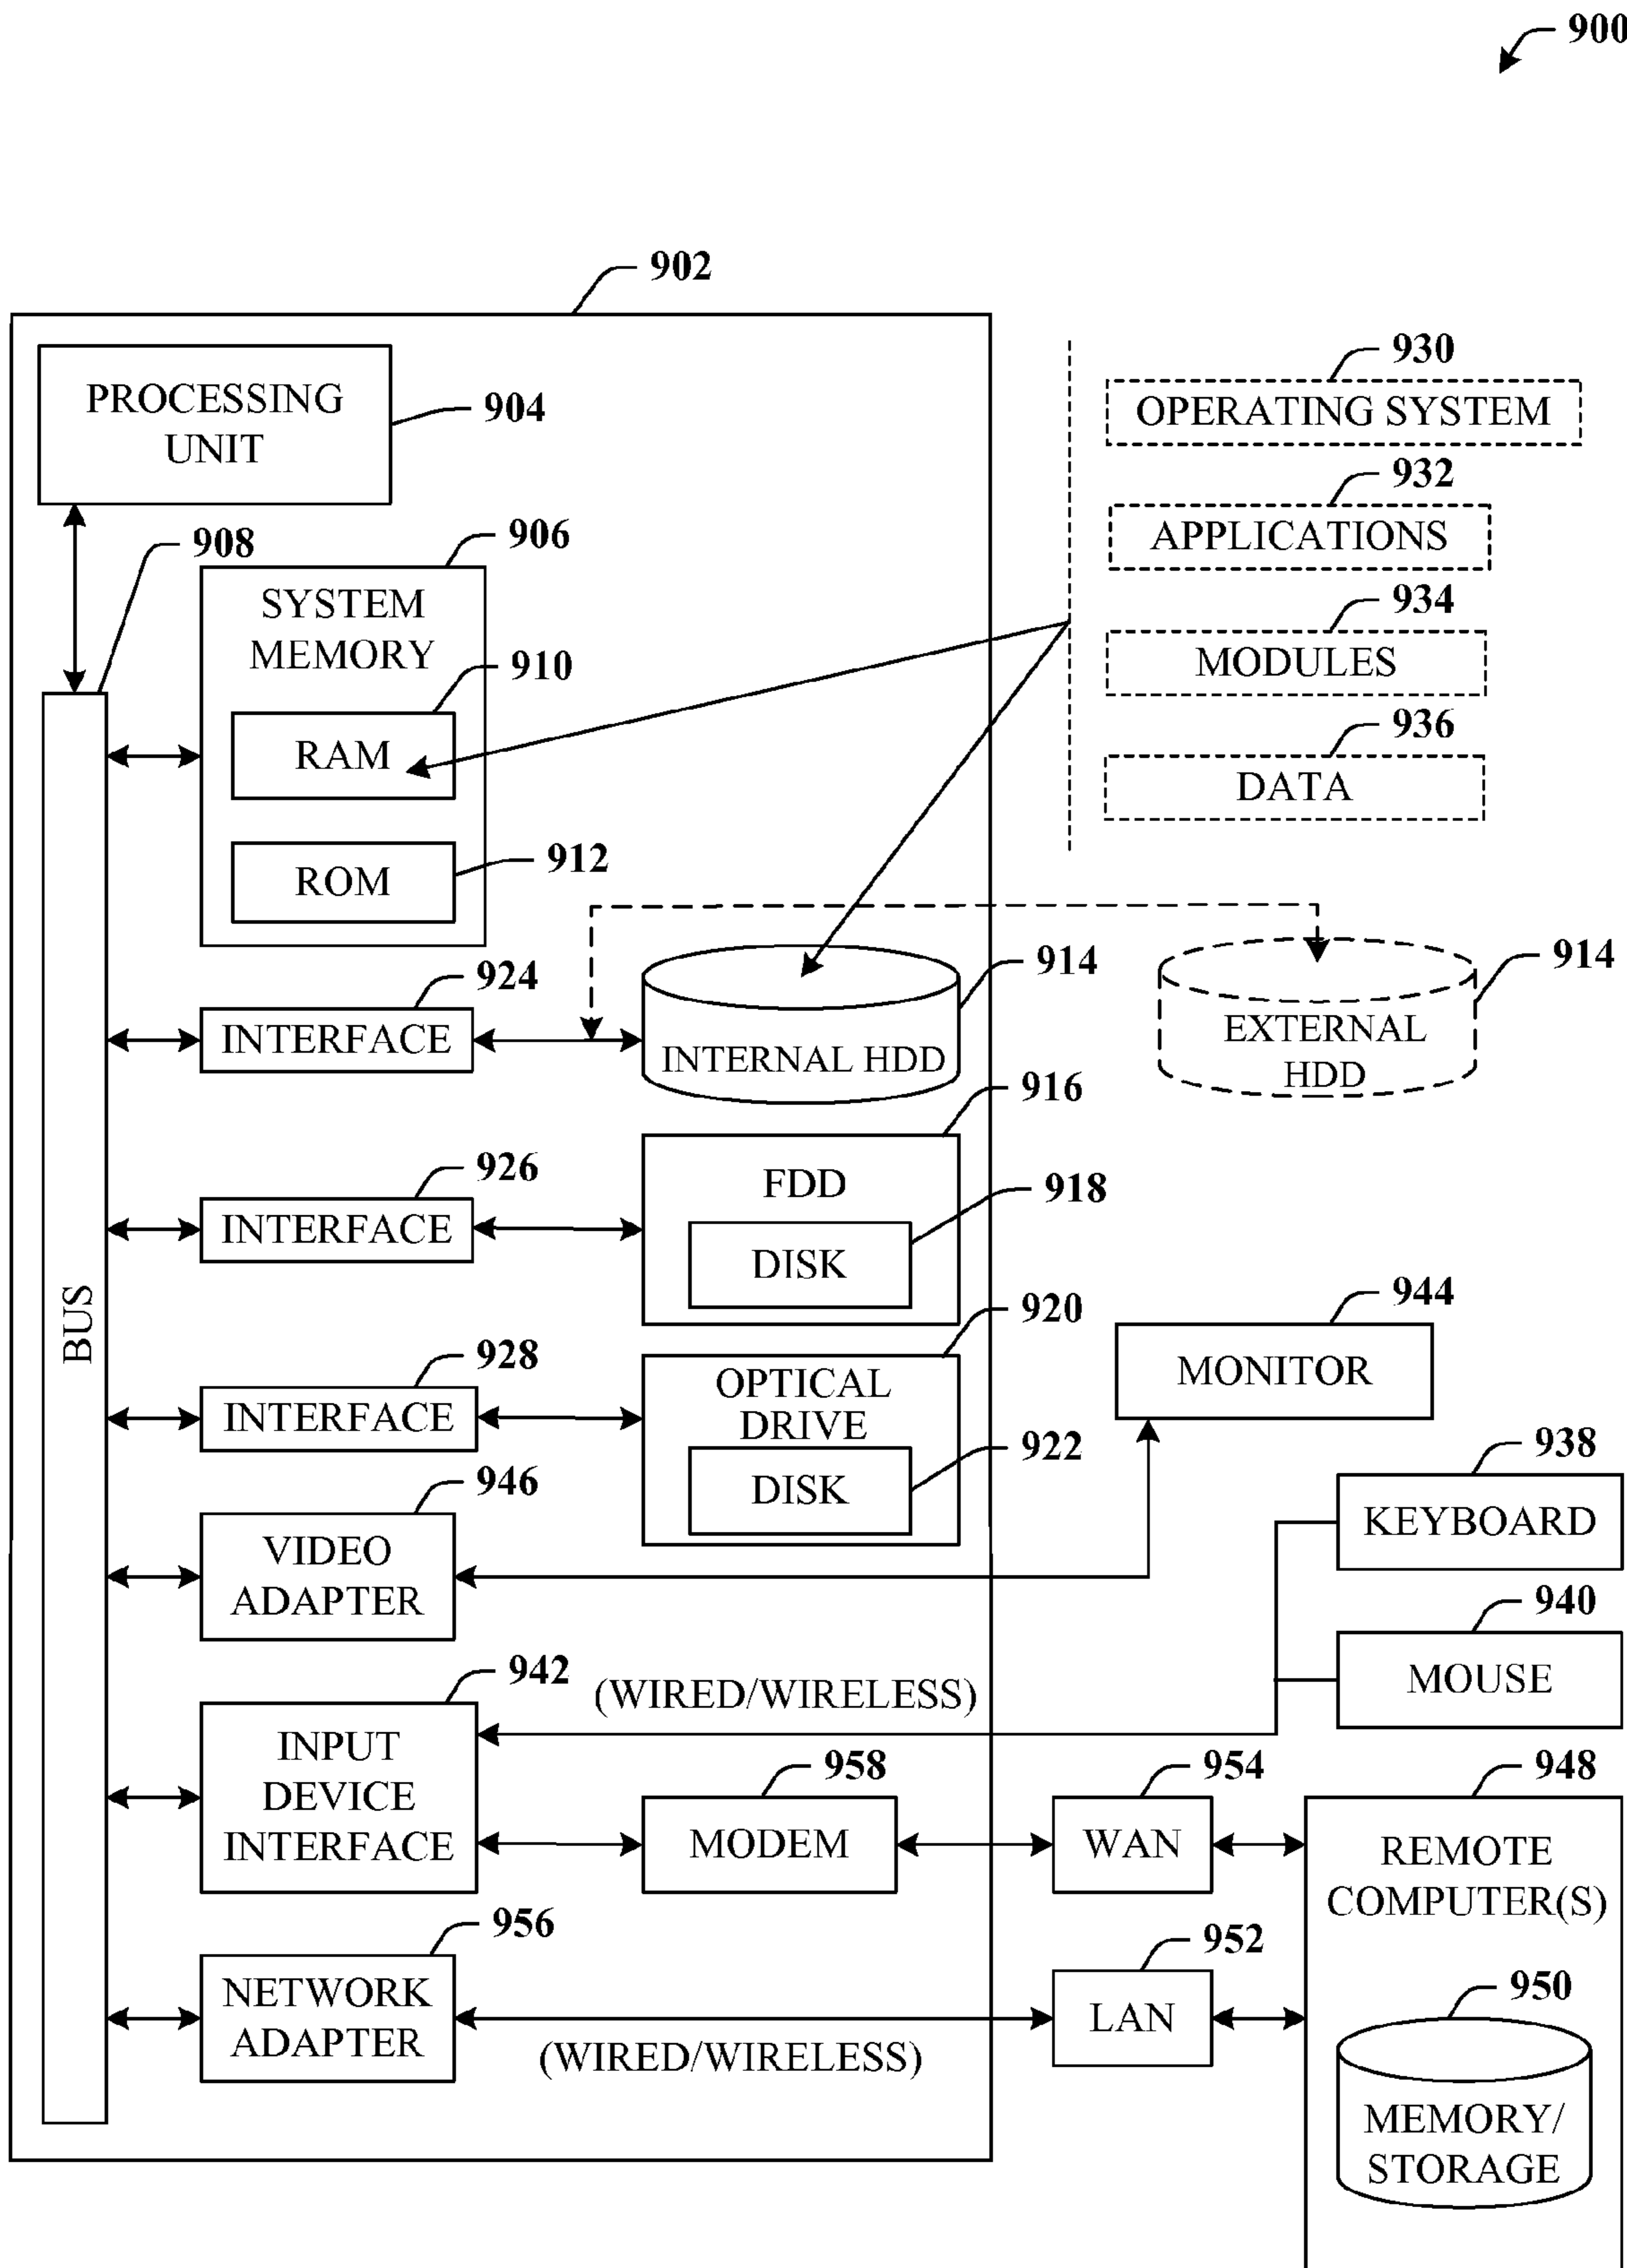 900
902
PROCESSING
UNIT
904
908
906
SYSTEM
MEMORY
910
RAM
912
ROM
930
OPERATING SYSTEM
932
APPLICATIONS
934
MODULES
936
DATA
924
INTERFACE
914
INTERNAL HDD
914
EXTERNAL
HDD
916
926
INTERFACE
FDD
918
DISK
BUS
920
928
INTERFACE
OPTICAL
DRIVE
922
DISK
944
MONITOR
946
VIDEO
ADAPTER
938
KEYBOARD
940
MOUSE
942
(WIRED/WIRELESS)
INPUT
DEVICE
INTERFACE
958
MODEM
954
WAN
948
REMOTE
COMPUTER(S)
956
NETWORK
ADAPTER
(WIRED/WIRELESS)
952
LAN
950
MEMORY/
STORAGE